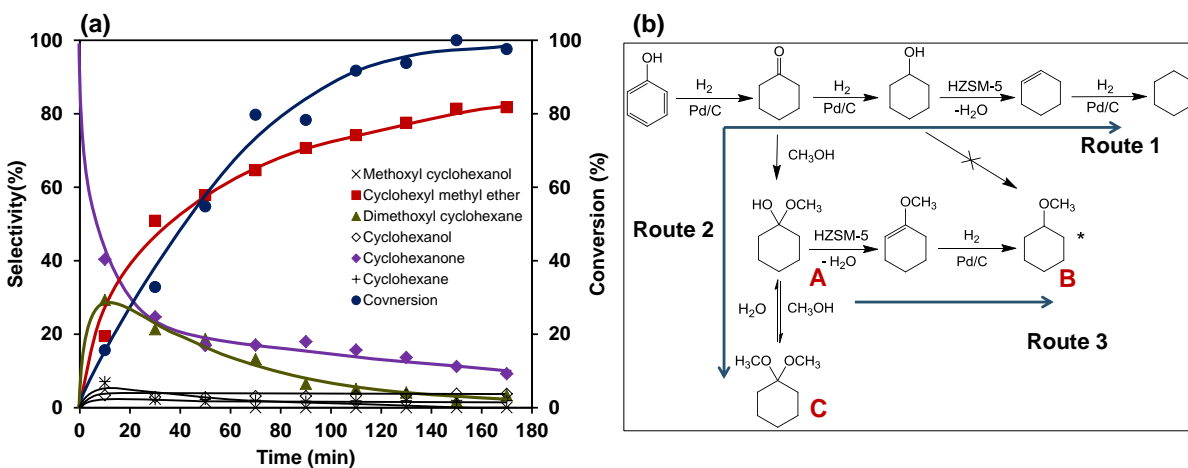 (a)
100
80
60
40
20
0
Selectivity(%)
0
20
40
60
80
100
120
140
160
180
Time (min)
100
80
60
40
20
0
Conversion (%)
Methoxyl cyclohexanol
Cyclohexyl methyl ether
Dimethoxyl cyclohexane
Cyclohexanol
Cyclohexanone
Cyclohexane
Covnersion
(b)
OH
H2
Pd/C
O
H2
Pd/C
OH
HZSM-5
-H2O
H2
Pd/C
Route 1
CH3OH
Route 2
HO OCH3
HZSM-5
- H2O
A
OCH3
H2
Pd/C
OCH3
*
B
H2O
CH3OH
Route 3
H3CO OCH3
C